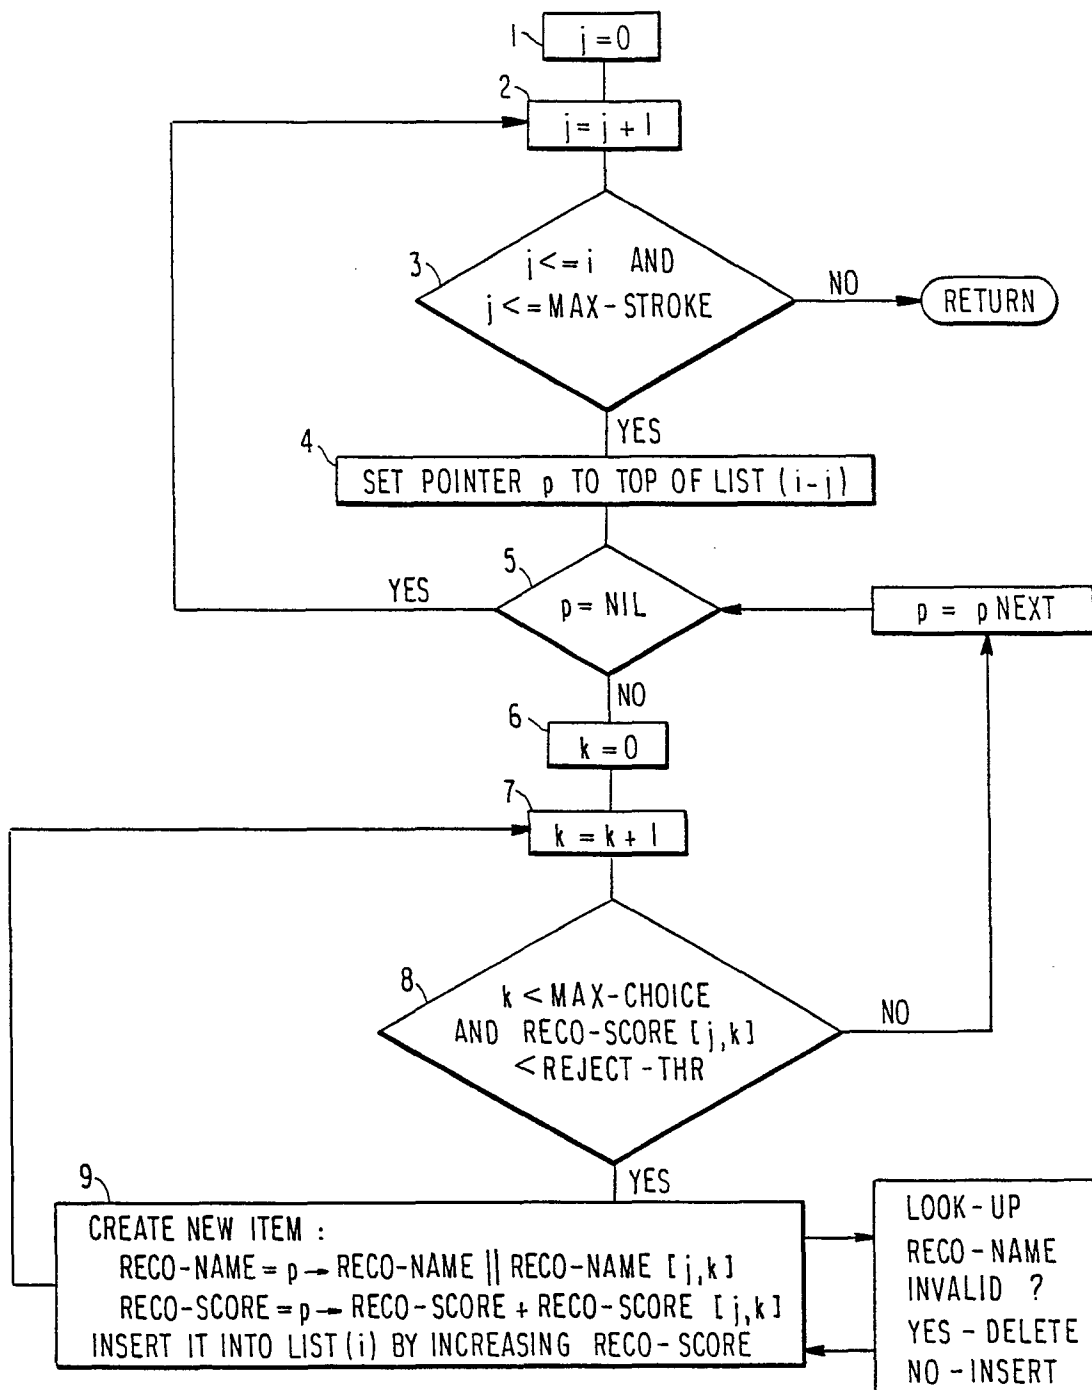 1
j = 0
2
j = j + 1
3
j <= i AND
j <= MAX-STROKE
NO
RETURN
YES
4
SET POINTER p TO TOP OF LIST (i-j)
5
YES
p = NIL
p = p NEXT
NO
6
k = 0
7
k = k + 1
8
k < MAX-CHOICE
AND RECO-SCORE [j,k]
< REJECT-THR
NO
YES
9
CREATE NEW ITEM :
RECO-NAME = p → RECO-NAME || RECO-NAME [j,k]
RECO-SCORE = p → RECO-SCORE + RECO-SCORE [j,k]
INSERT IT INTO LIST (i) BY INCREASING RECO-SCORE
LOOK-UP
RECO-NAME
INVALID ?
YES - DELETE
NO - INSERT